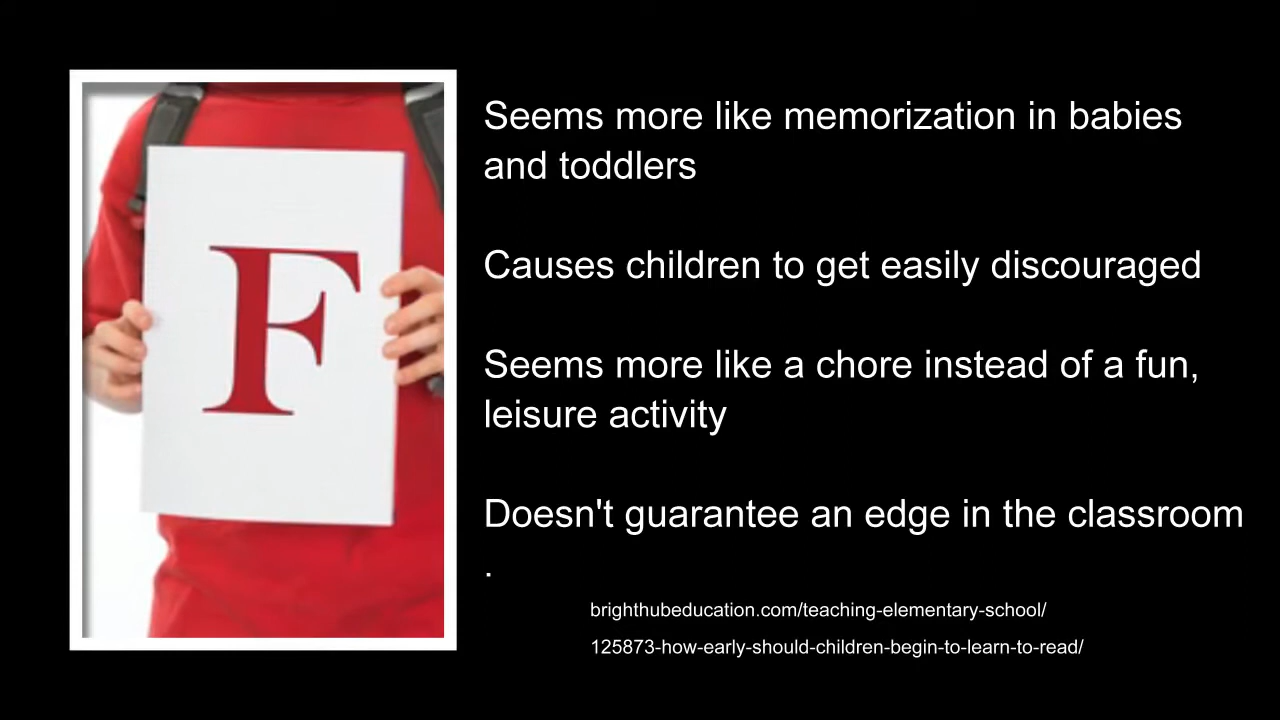 F
Seems more like memorization in babies
and toddlers
Causes children to get easily discouraged
Seems more like a chore instead of a fun,
leisure activity
Doesn't guarantee an edge in the classroom
.
brighthubeducation.com/teaching-elementary-school/
125873-how-early-should-children-begin-to-learn-to-read/